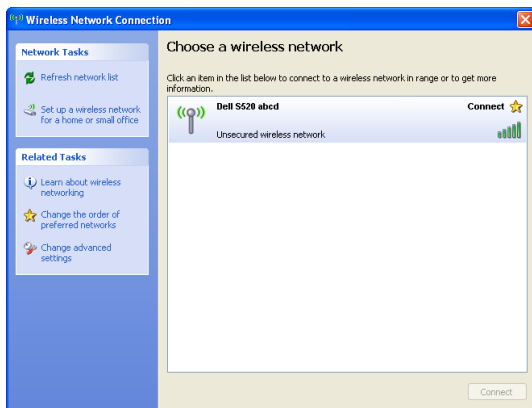 Wireless Network Connection
Network Tasks
Refresh network list
Set up a wireless network
for a home or small office
Related Tasks
Learn about wireless
networking
Change the order of
preferred networks
Change advanced
settings
Choose a wireless network
Click an item in the list below to connect to a wireless network in range or to get more
information.
Dell S520 abcd
Connect
Unsecured wireless network
Connect